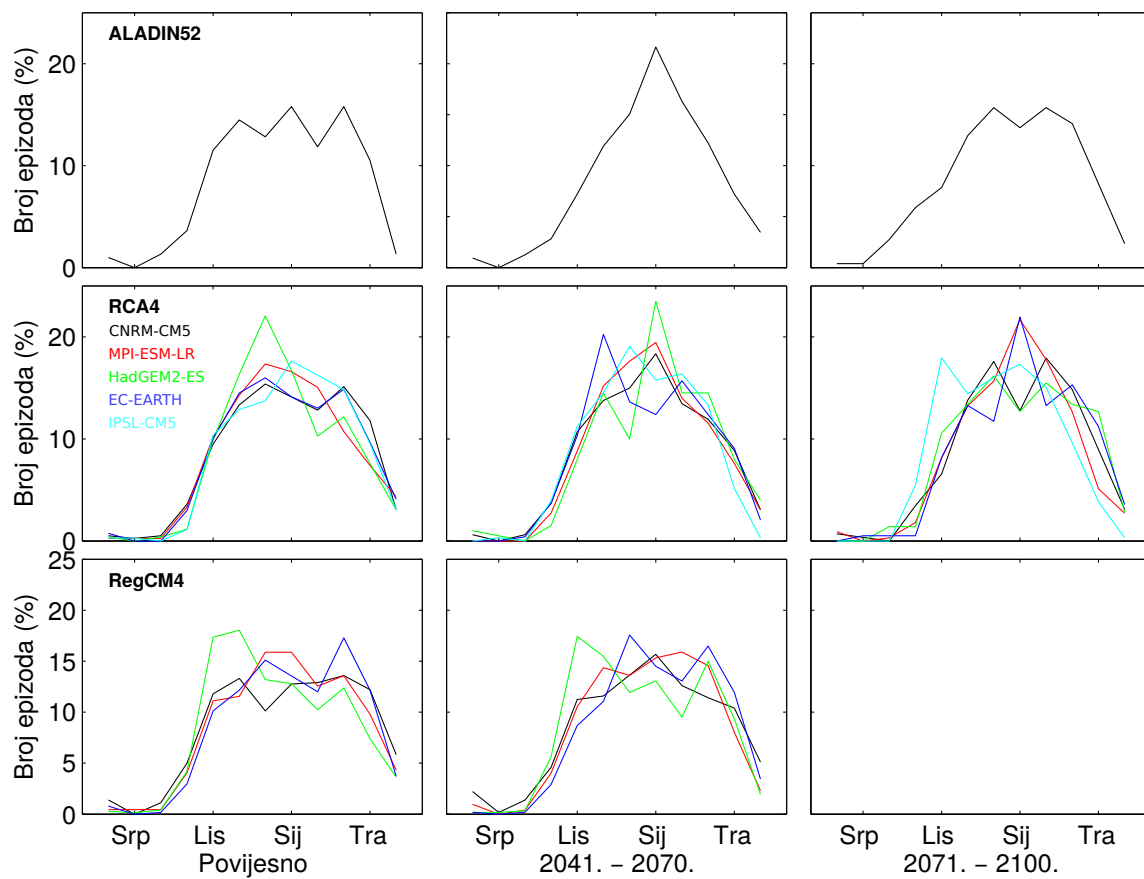 ALADIN52
Broj epizoda (%)
20
10
0
RCA4
CNRM-CM5
MPI-ESM-LR
HadGEM2-ES
EC-EARTH
IPSL-CM5
Broj epizoda (%)
20
10
0
RegCM4
Broj epizoda (%)
25
20
15
10
5
0
Srp Lis Sij Tra
Povijesno
Srp Lis Sij Tra
2041. – 2070.
Srp Lis Sij Tra
2071. – 2100.